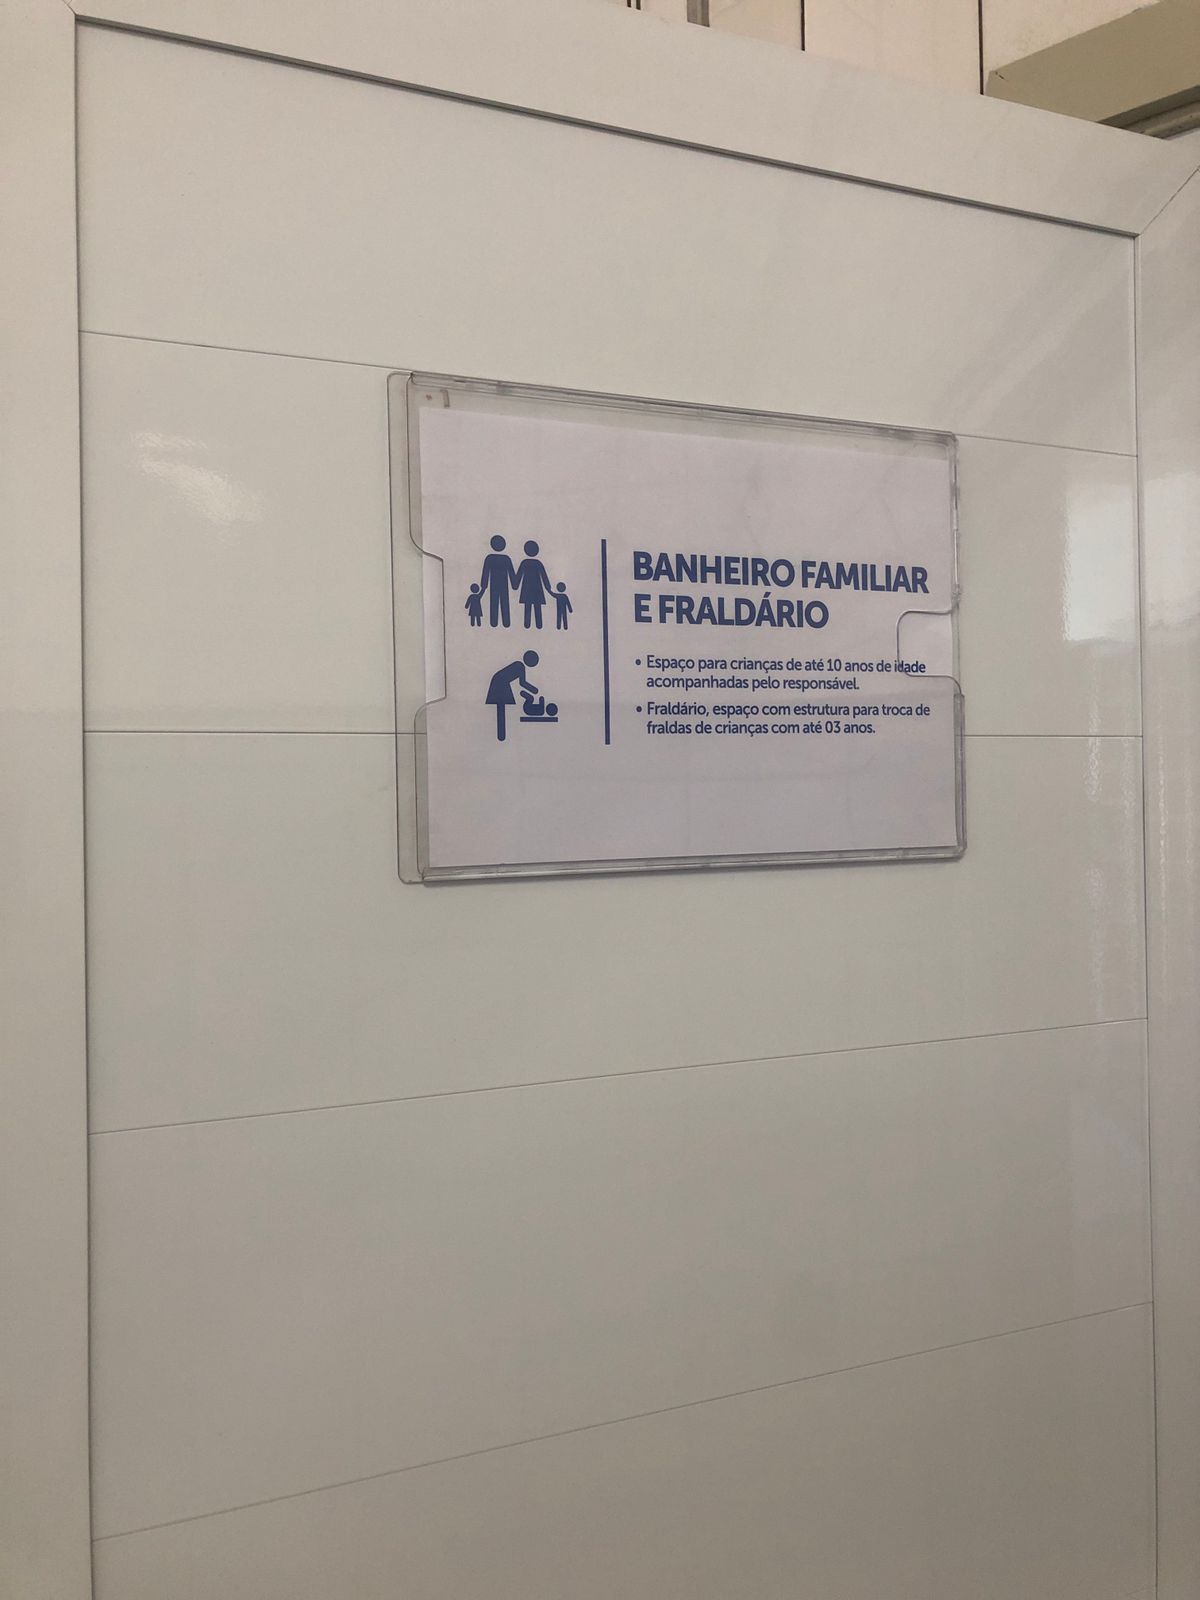 BANHEIRO FAMILIAR
E FRALDÁRIO
• Espaço para crianças de até 10 anos de idade
acompanhadas pelo responsável.
• Fraldário, espaço com estrutura para troca de
fraldas de crianças com até 03 anos.